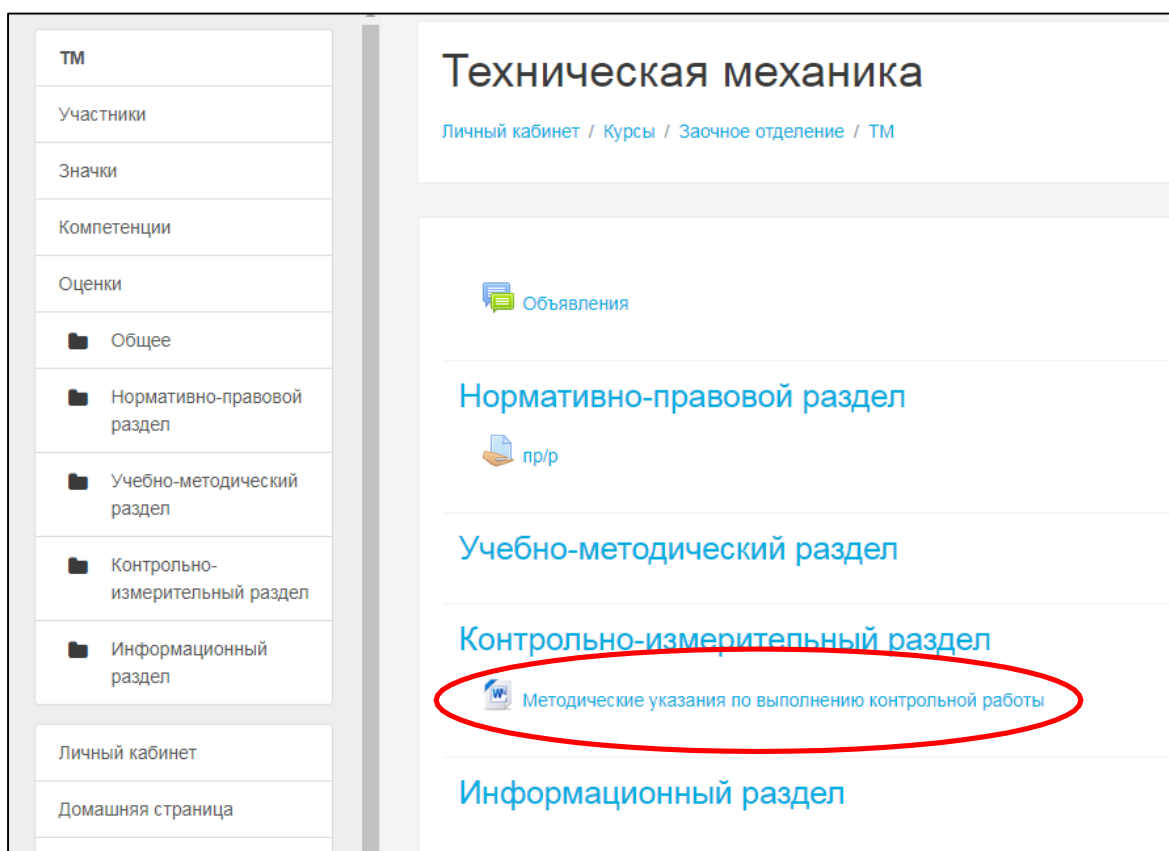 ТМ
Участники
Значки
Компетенции
Оценки
Общее
Нормативно-правовой
раздел
Учебно-методический
раздел
Контрольно-
измерительный раздел
Информационный
раздел
Личный кабинет
Домашняя страница
Техническая механика
Личный кабинет / Курсы / Заочное отделение / ТМ
Объявления
Нормативно-правовой раздел
пр/р
Учебно-методический раздел
Контрольно-измерительный раздел
Методические указания по выполнению контрольной работы
Информационный раздел